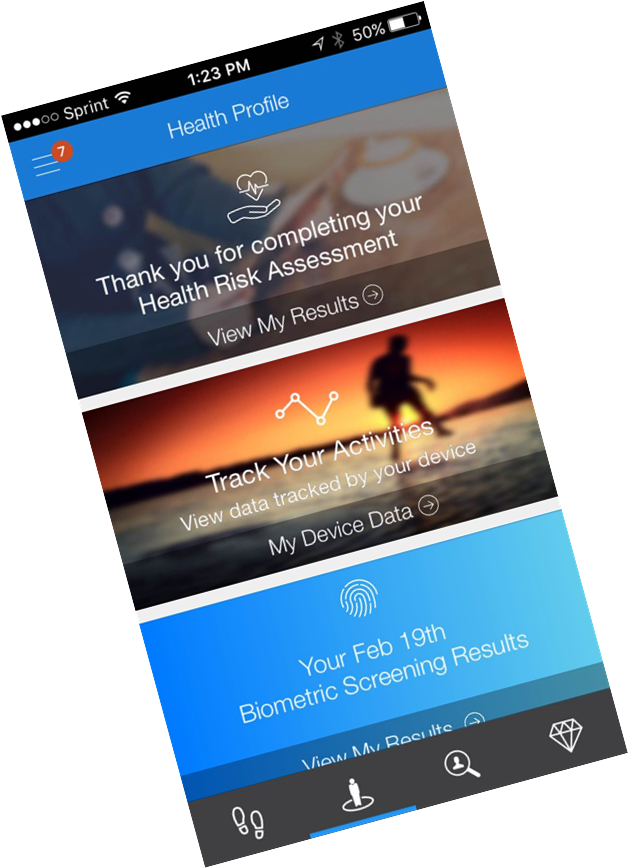 Sprint 1:23 PM 50%
7 Health Profile
Thank you for completing your
Health Risk Assessment
View My Results
Track Your Activities
View data tracked by your device
My Device Data
Your Feb 19th
Biometric Screening Results
View My Results